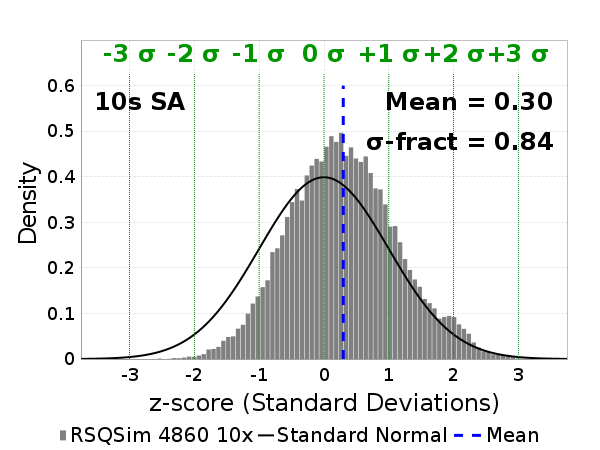 -3 σ -2 σ -1 σ 0 σ +1 σ +2 σ +3 σ
0.6
10s SA
Mean = 0.30
0.5
σ-fract = 0.84
0.4
0.3
0.2
0.1
0
Density
-3 -2 -1 0 1 2 3
z-score (Standard Deviations)
RSQSim 4860 10x Standard Normal Mean